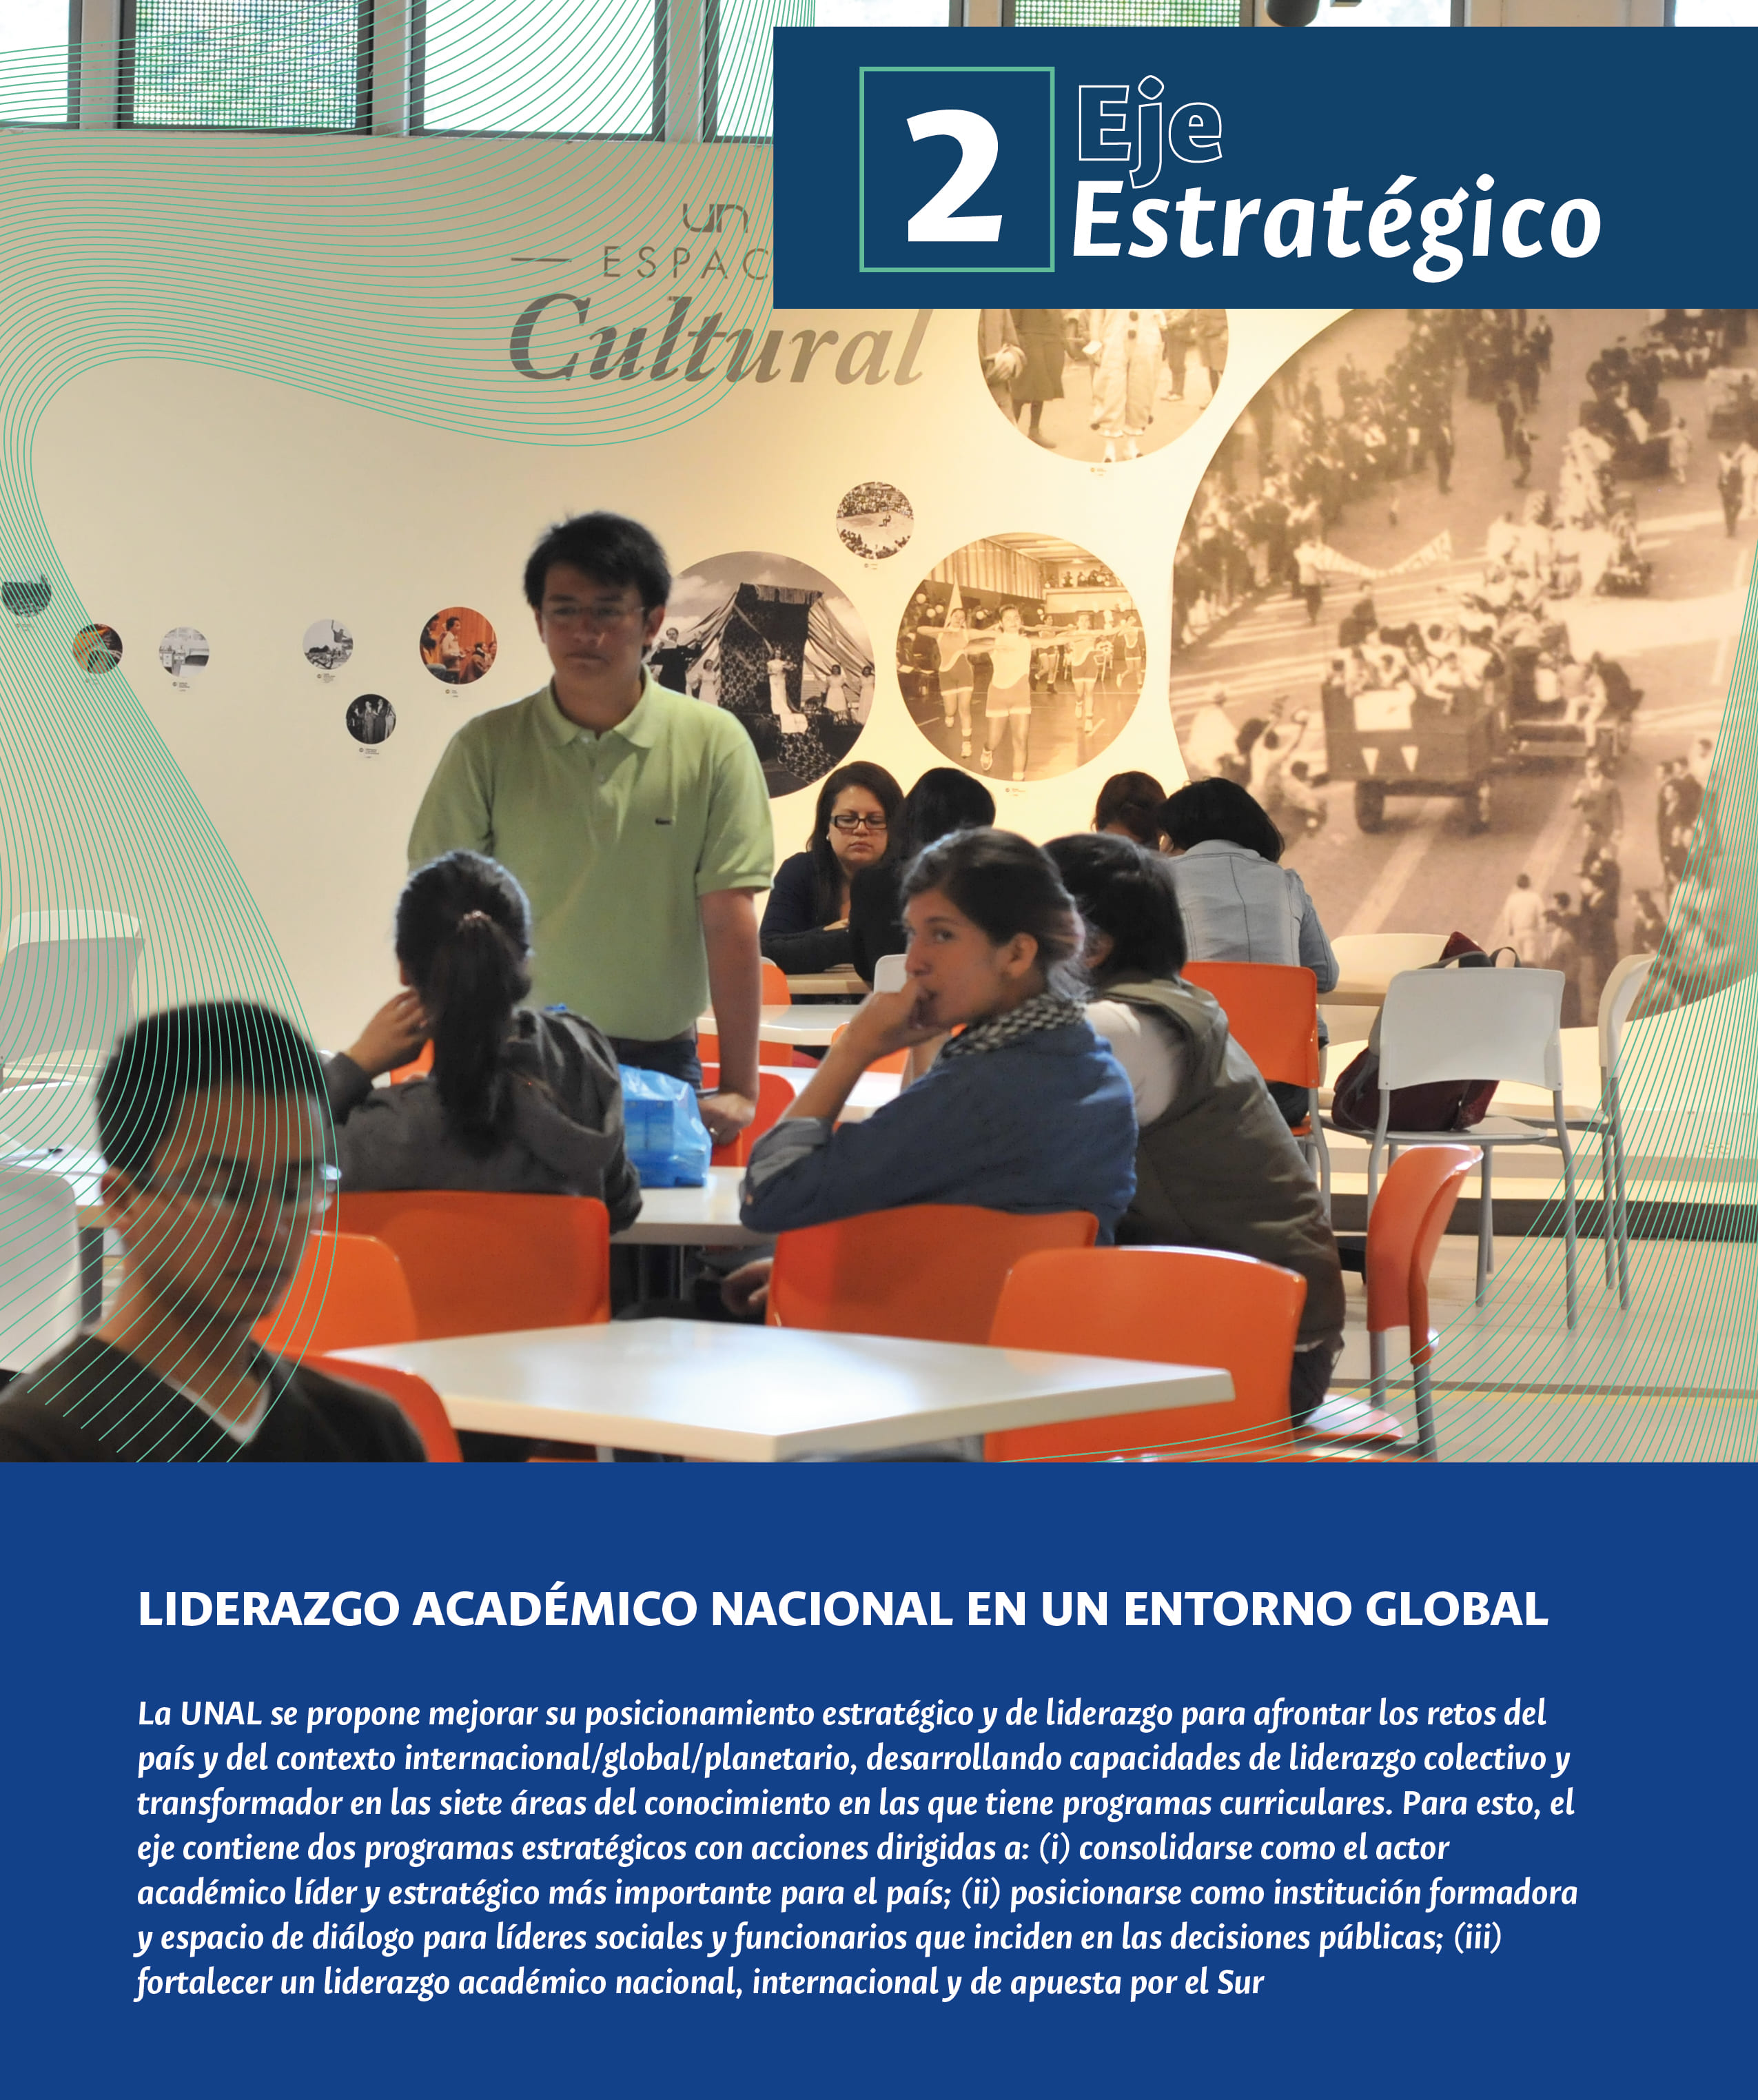 2
Eje
Estratégico
un
ESPAC
Cultural
LIDERAZGO ACADÉMICO NACIONAL EN UN ENTORNO GLOBAL
La UNAL se propone mejorar su posicionamiento estratégico y de liderazgo para afrontar los retos del
país y del contexto internacional/global/planetario, desarrollando capacidades de liderazgo colectivo y
transformador en las siete áreas del conocimiento en las que tiene programas curriculares. Para esto, el
eje contiene dos programas estratégicos con acciones dirigidas a: (i) consolidarse como el actor
académico líder y estratégico más importante para el país; (ii) posicionarse como institución formadora
y espacio de diálogo para líderes sociales y funcionarios que inciden en las decisiones públicas; (iii)
fortalecer un liderazgo académico nacional, internacional y de apuesta por el Sur